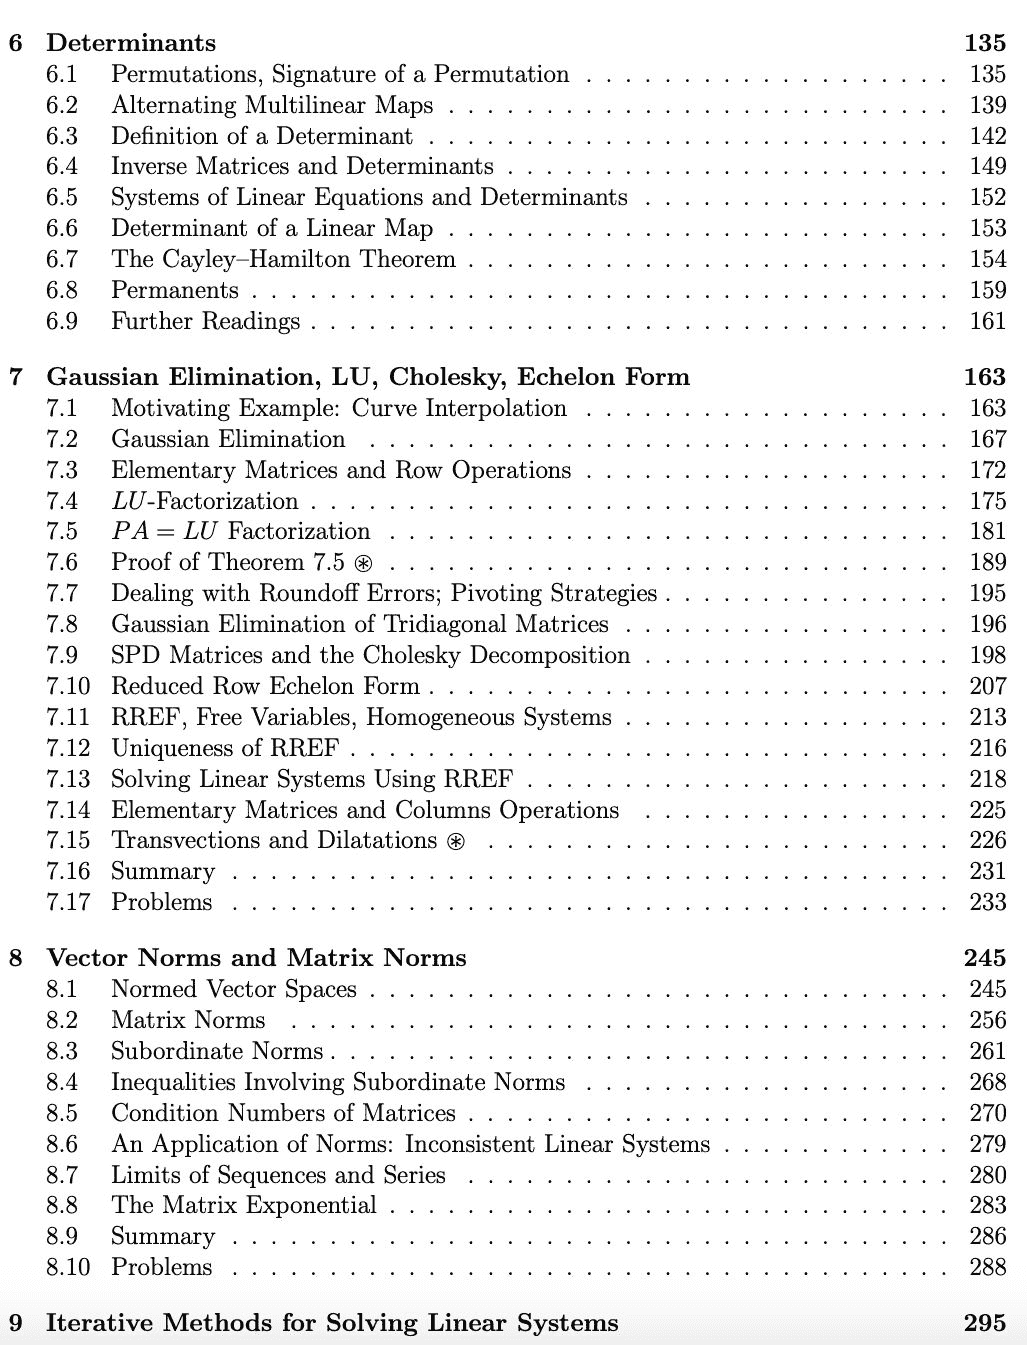 6 Determinants 135
6.1 Permutations, Signature of a Permutation . . . . . . . . . . . . . . . . . . . 135
6.2 Alternating Multilinear Maps . . . . . . . . . . . . . . . . . . . . . . . . . . 139
6.3 Definition of a Determinant . . . . . . . . . . . . . . . . . . . . . . . . . . . 142
6.4 Inverse Matrices and Determinants . . . . . . . . . . . . . . . . . . . . . . . 149
6.5 Systems of Linear Equations and Determinants . . . . . . . . . . . . . . . . 152
6.6 Determinant of a Linear Map . . . . . . . . . . . . . . . . . . . . . . . . . . 153
6.7 The Cayley–Hamilton Theorem . . . . . . . . . . . . . . . . . . . . . . . . . 154
6.8 Permanents . . . . . . . . . . . . . . . . . . . . . . . . . . . . . . . . . . . . 159
6.9 Further Readings . . . . . . . . . . . . . . . . . . . . . . . . . . . . . . . . . 161
7 Gaussian Elimination, LU, Cholesky, Echelon Form 163
7.1 Motivating Example: Curve Interpolation . . . . . . . . . . . . . . . . . . . 163
7.2 Gaussian Elimination . . . . . . . . . . . . . . . . . . . . . . . . . . . . . . 167
7.3 Elementary Matrices and Row Operations . . . . . . . . . . . . . . . . . . . 172
7.4 LU-Factorization . . . . . . . . . . . . . . . . . . . . . . . . . . . . . . . . . 175
7.5 PA = LU Factorization . . . . . . . . . . . . . . . . . . . . . . . . . . . . . 181
7.6 Proof of Theorem 7.5 ⊛ . . . . . . . . . . . . . . . . . . . . . . . . . . . . . 189
7.7 Dealing with Roundoff Errors; Pivoting Strategies . . . . . . . . . . . . . . . 195
7.8 Gaussian Elimination of Tridiagonal Matrices . . . . . . . . . . . . . . . . . 196
7.9 SPD Matrices and the Cholesky Decomposition . . . . . . . . . . . . . . . . 198
7.10 Reduced Row Echelon Form . . . . . . . . . . . . . . . . . . . . . . . . . . . 207
7.11 RREF, Free Variables, Homogeneous Systems . . . . . . . . . . . . . . . . . 213
7.12 Uniqueness of RREF . . . . . . . . . . . . . . . . . . . . . . . . . . . . . . . 216
7.13 Solving Linear Systems Using RREF . . . . . . . . . . . . . . . . . . . . . . 218
7.14 Elementary Matrices and Columns Operations . . . . . . . . . . . . . . . . 225
7.15 Transvections and Dilatations ⊛ . . . . . . . . . . . . . . . . . . . . . . . . 226
7.16 Summary . . . . . . . . . . . . . . . . . . . . . . . . . . . . . . . . . . . . . 231
7.17 Problems . . . . . . . . . . . . . . . . . . . . . . . . . . . . . . . . . . . . . 233
8 Vector Norms and Matrix Norms 245
8.1 Normed Vector Spaces . . . . . . . . . . . . . . . . . . . . . . . . . . . . . . 245
8.2 Matrix Norms . . . . . . . . . . . . . . . . . . . . . . . . . . . . . . . . . . 256
8.3 Subordinate Norms . . . . . . . . . . . . . . . . . . . . . . . . . . . . . . . . 261
8.4 Inequalities Involving Subordinate Norms . . . . . . . . . . . . . . . . . . . 268
8.5 Condition Numbers of Matrices . . . . . . . . . . . . . . . . . . . . . . . . . 270
8.6 An Application of Norms: Inconsistent Linear Systems . . . . . . . . . . . . 279
8.7 Limits of Sequences and Series . . . . . . . . . . . . . . . . . . . . . . . . . 280
8.8 The Matrix Exponential . . . . . . . . . . . . . . . . . . . . . . . . . . . . . 283
8.9 Summary . . . . . . . . . . . . . . . . . . . . . . . . . . . . . . . . . . . . . 286
8.10 Problems . . . . . . . . . . . . . . . . . . . . . . . . . . . . . . . . . . . . . 288
9 Iterative Methods for Solving Linear Systems 295